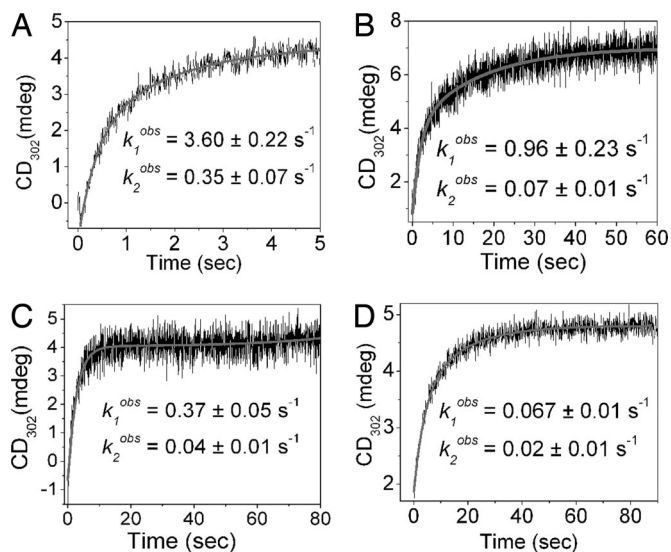 A
CD₃₀₂ (mdeg)
5
4
3
2
1
0
k₁ᵒᵇˢ = 3.60 ± 0.22 s⁻¹
k₂ᵒᵇˢ = 0.35 ± 0.07 s⁻¹
0 1 2 3 4 5
Time (sec)
B
CD₃₀₂ (mdeg)
8
6
4
2
k₁ᵒᵇˢ = 0.96 ± 0.23 s⁻¹
k₂ᵒᵇˢ = 0.07 ± 0.01 s⁻¹
0 10 20 30 40 50 60
Time (sec)
C
CD₃₀₂ (mdeg)
7
6
5
4
3
2
1
0
-1
k₁ᵒᵇˢ = 0.37 ± 0.05 s⁻¹
k₂ᵒᵇˢ = 0.04 ± 0.01 s⁻¹
0 20 40 60 80
Time (sec)
D
CD₃₀₂ (mdeg)
5
4
3
2
k₁ᵒᵇˢ = 0.067 ± 0.01 s⁻¹
k₂ᵒᵇˢ = 0.02 ± 0.01 s⁻¹
0 20 40 60 80
Time (sec)